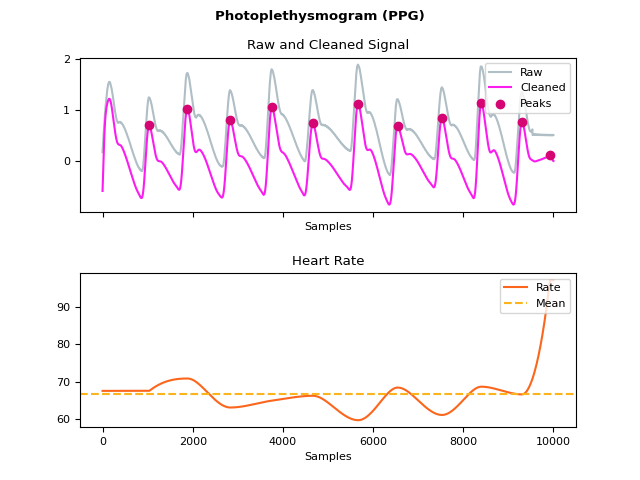 Photoplethysmogram (PPG)
Raw and Cleaned Signal
2
1
0
Raw
Cleaned
Peaks
Samples
Heart Rate
90
80
70
60
Rate
Mean
0 2000 4000 6000 8000 10000
Samples